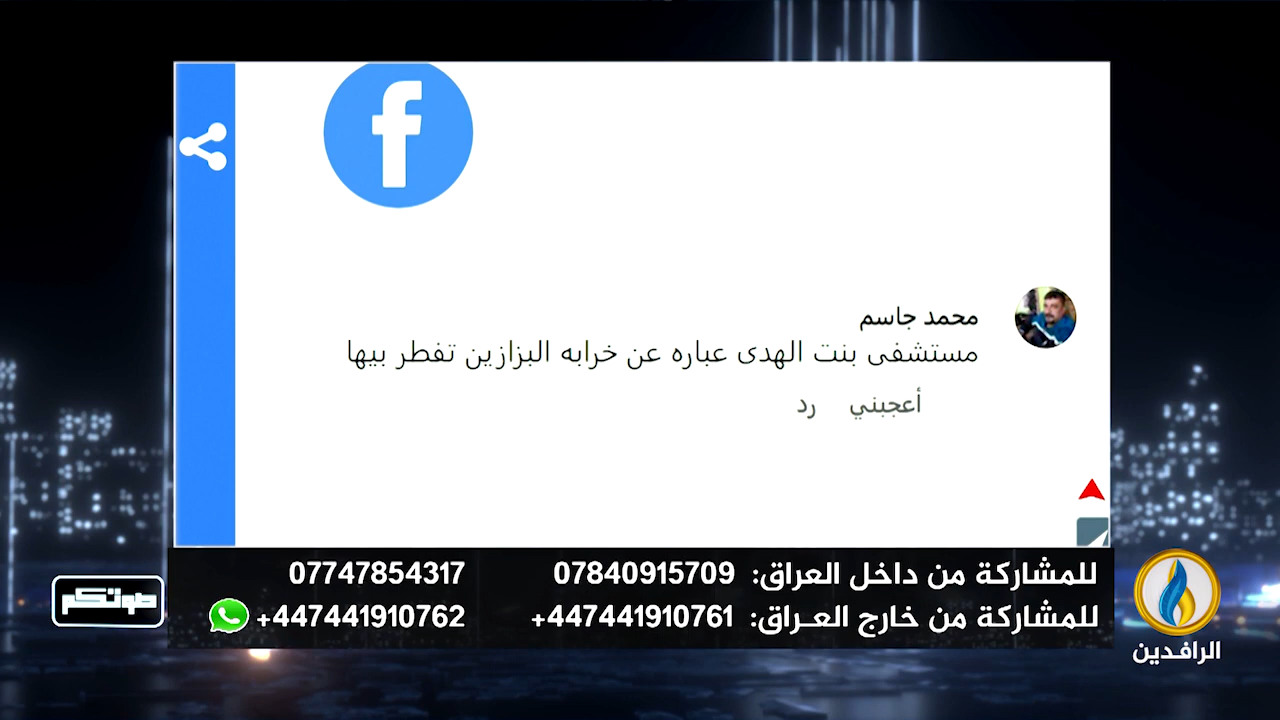 f
محمد جاسم
مستشفى بنت الهدى عباره عن خرابه البزازين تفطر بيها
أعجبني رد
للمشاركة من داخل العراق: 07840915709 07747854317
للمشاركة من خارج العـراق: 447441910761+ 447441910762+
صوتكم
الرافدين